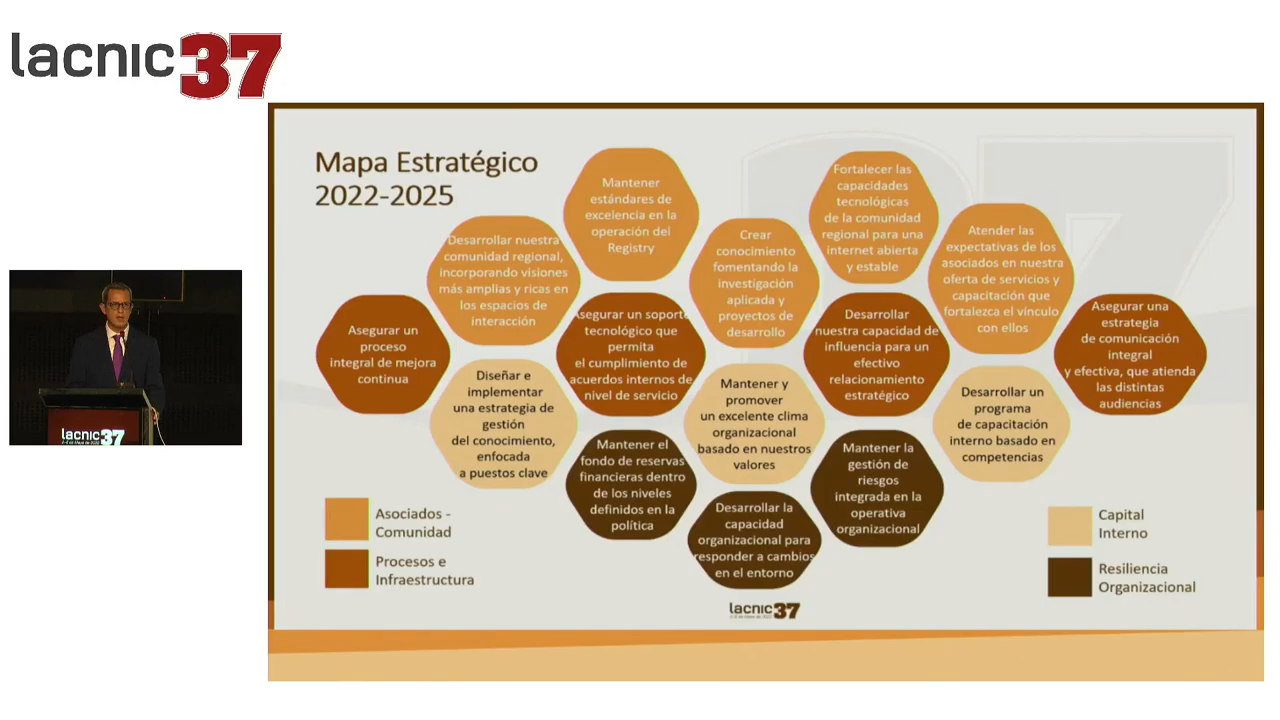 lacnic37
Mapa Estratégico
2022-2025
Mantener
estándares de
excelencia en la
operación del
Registry
Fortalecer las
capacidades
tecnológicas
de la comunidad
regional para una
internet abierta
y estable
Desarrollar nuestra
comunidad regional,
incorporando visiones
más amplias y ricas en
los espacios de
interacción
Crear
conocimiento
fomentando la
investigación
aplicada y
proyectos de
desarrollo
Atender las
expectativas de los
asociados en nuestra
oferta de servicios y
capacitación que
fortalezca el vínculo
con ellos
Asegurar un
proceso
integral de mejora
continua
Asegurar un soporte
tecnológico que
permita
el cumplimiento de
acuerdos internos de
nivel de servicio
Desarrollar
nuestra capacidad de
influencia para un
efectivo
relacionamiento
estratégico
Asegurar una
estrategia
de comunicación
integral
y efectiva, que atienda
las distintas
audiencias
Diseñar e
implementar
una estrategia de
gestión
del conocimiento,
enfocada
a puestos clave
Mantener y
promover
un excelente clima
organizacional
basado en nuestros
valores
Desarrollar un
programa
de capacitación
interno basado en
competencias
Mantener el
fondo de reservas
financieras dentro
de los niveles
definidos en la
política
Mantener la
gestión de
riesgos
integrada en la
operativa
organizacional
Desarrollar la
capacidad
organizacional para
responder a cambios
en el entorno
Asociados -
Comunidad
Procesos e
Infraestructura
Capital
Interno
Resiliencia
Organizacional
lacnic37
lacnic37